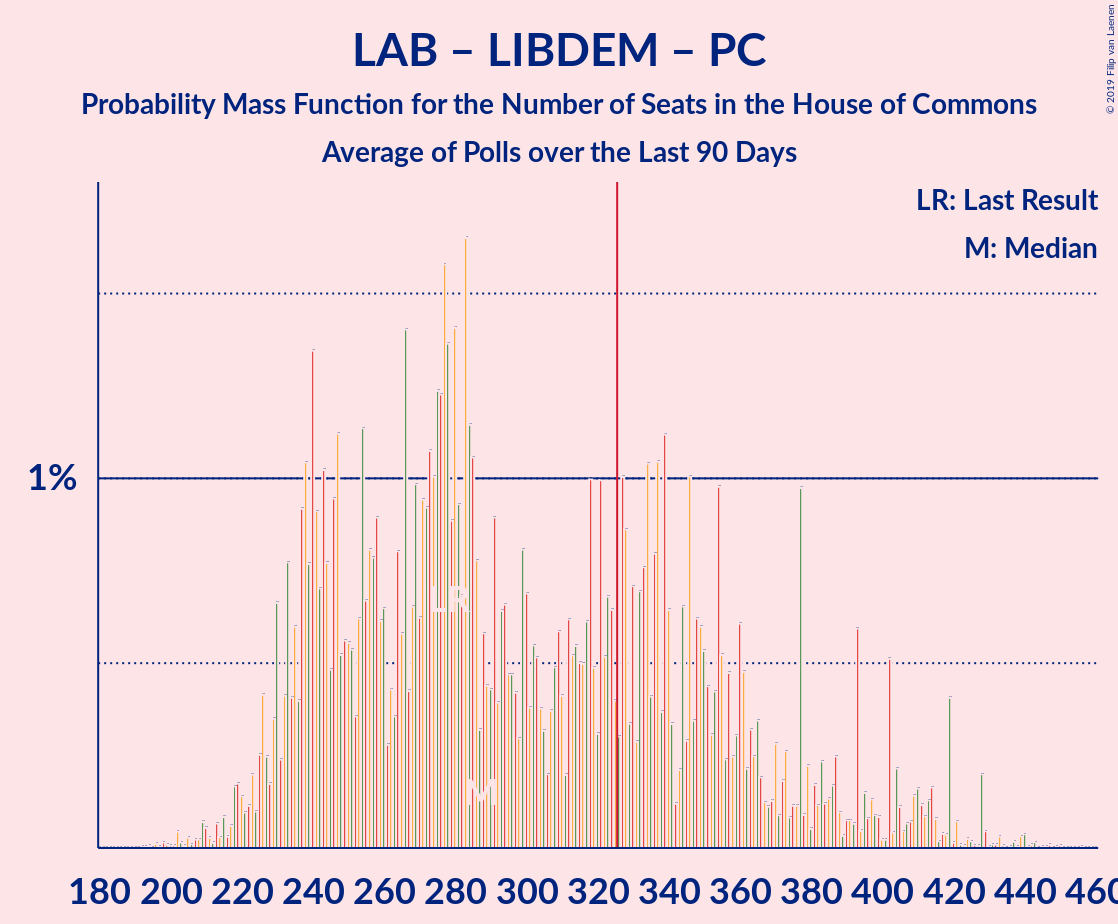 LAB – LIBDEM – PC
Probability Mass Function for the Number of Seats in the House of Commons
Average of Polls over the Last 90 Days
© 2019 Filip van Laenen
LR: Last Result
M: Median
1%
LR
M
180 200 220 240 260 280 300 320 340 360 380 400 420 440 460